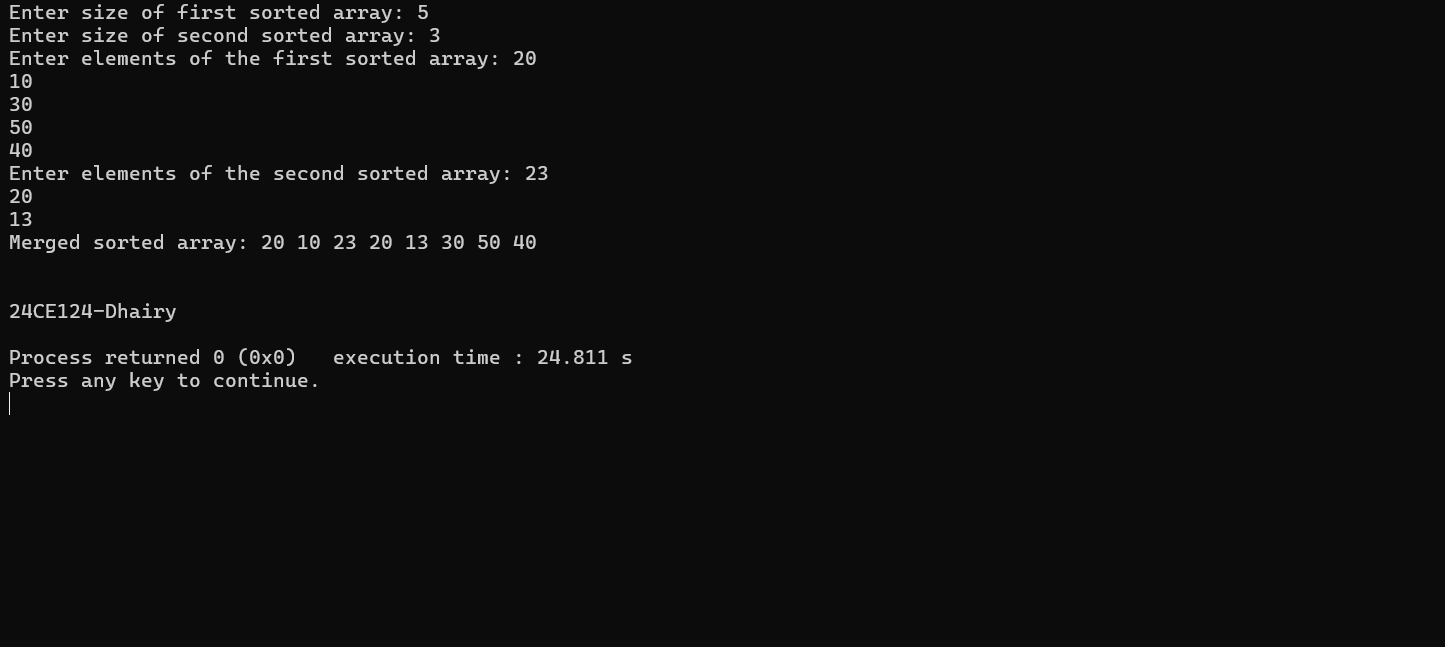 Enter size of first sorted array: 5
Enter size of second sorted array: 3
Enter elements of the first sorted array: 20
10
30
50
40
Enter elements of the second sorted array: 23
20
13
Merged sorted array: 20 10 23 20 13 30 50 40
24CE124-Dhairy
Process returned 0 (0x0)   execution time : 24.811 s
Press any key to continue.